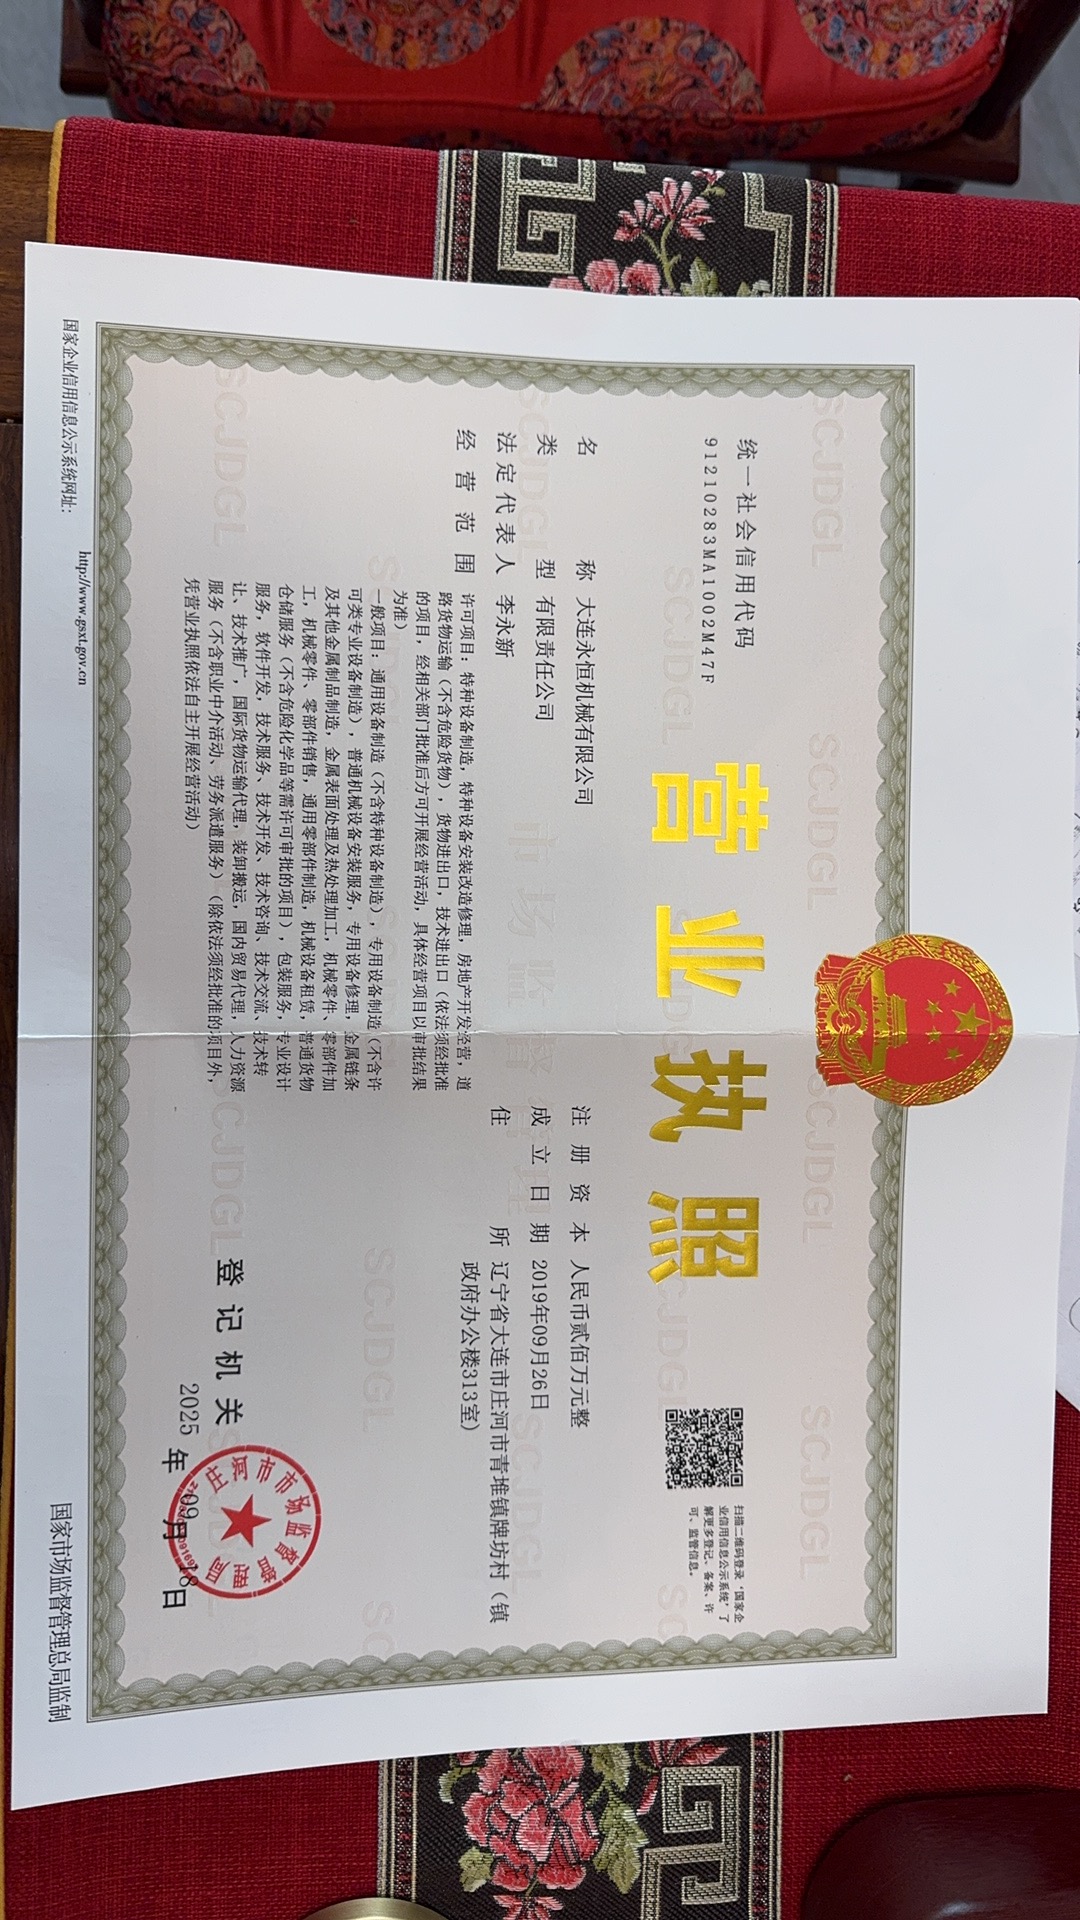 营业执照
统一社会信用代码
91210283MA1002M47F
扫描二维码登录‘国家企
业信用信息公示系统’了
解更多登记、备案、许
可、监管信息。
名称 大连永恒机械有限公司
类型 有限责任公司
法定代表人 李永新
经营范围 许可项目：特种设备制造，特种设备安装改造修理，房地产开发经营，道
路货物运输（不含危险货物），货物进出口，技术进出口（依法须经批准
的项目，经相关部门批准后方可开展经营活动，具体经营项目以审批结果
为准）
一般项目：通用设备制造（不含特种设备制造），专用设备制造（不含许
可类专业设备制造），普通机械设备安装服务，专用设备修理，金属链条
及其他金属制品制造，金属表面处理及热处理加工，机械零件、零部件加
工，机械零件、零部件销售，通用零部件制造，机械设备租赁，普通货物
仓储服务（不含危险化学品等需许可审批的项目），包装服务，专业设计
服务，软件开发，技术服务、技术开发、技术咨询、技术交流、技术转
让、技术推广，国际货物运输代理，装卸搬运，国内贸易代理，人力资源
服务（不含职业中介活动、劳务派遣服务）（除依法须经批准的项目外，
凭营业执照依法自主开展经营活动）
注册资本 人民币贰佰万元整
成立日期 2019年09月26日
住所 辽宁省大连市庄河市青堆镇牌坊村（镇
政府办公楼313室）
登记机关
庄河市市场监督管理局
2025年09月18日
国家企业信用信息公示系统网址： http://www.gsxt.gov.cn
国家市场监督管理总局监制